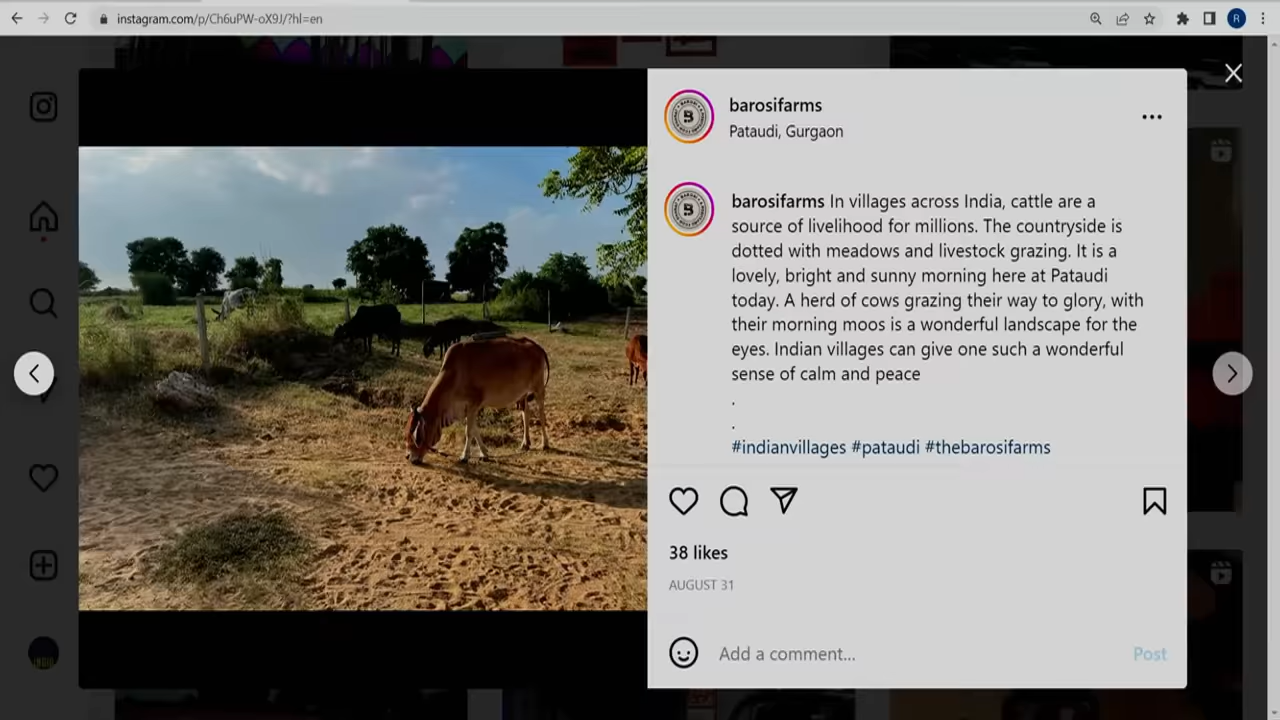 instagram.com/p/Ch6uPW-oX9J/?hl=en
R
barosifarms
Pataudi, Gurgaon
barosifarms In villages across India, cattle are a
source of livelihood for millions. The countryside is
dotted with meadows and livestock grazing. It is a
lovely, bright and sunny morning here at Pataudi
today. A herd of cows grazing their way to glory, with
their morning moos is a wonderful landscape for the
eyes. Indian villages can give one such a wonderful
sense of calm and peace
.
.
#indianvillages #pataudi #thebarosifarms
38 likes
AUGUST 31
Add a comment...
Post